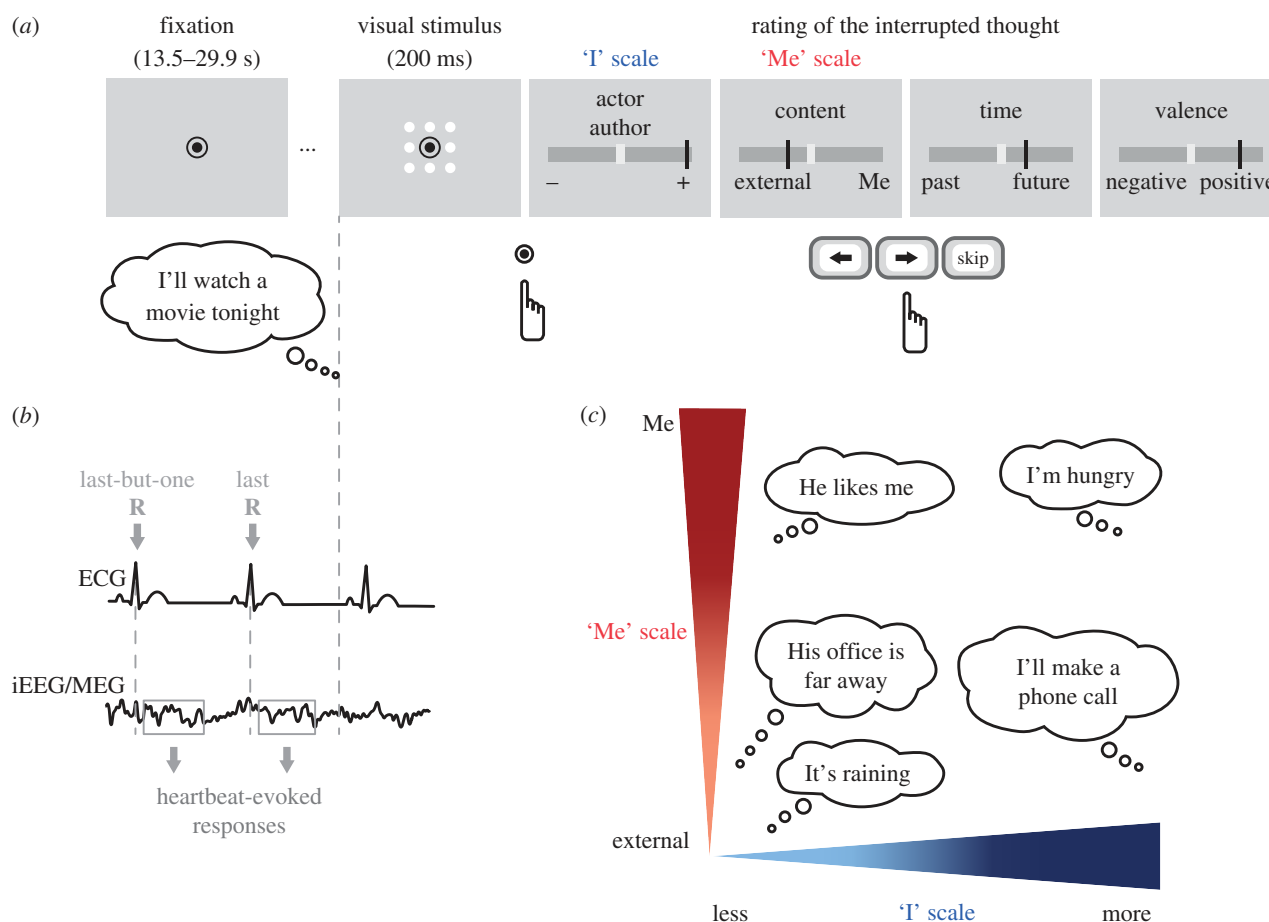 (a)
fixation
(13.5–29.9 s)
visual stimulus
(200 ms)
rating of the interrupted thought
‘I’ scale
‘Me’ scale
...
actor
author
– +
content
external Me
time
past future
valence
negative positive
I’ll watch a
movie tonight
skip
(b)
last-but-one
R
last
R
ECG
iEEG/MEG
heartbeat-evoked
responses
(c)
Me
‘Me’ scale
external
He likes me
I’m hungry
His office is
far away
I’ll make a
phone call
It’s raining
less ‘I’ scale more